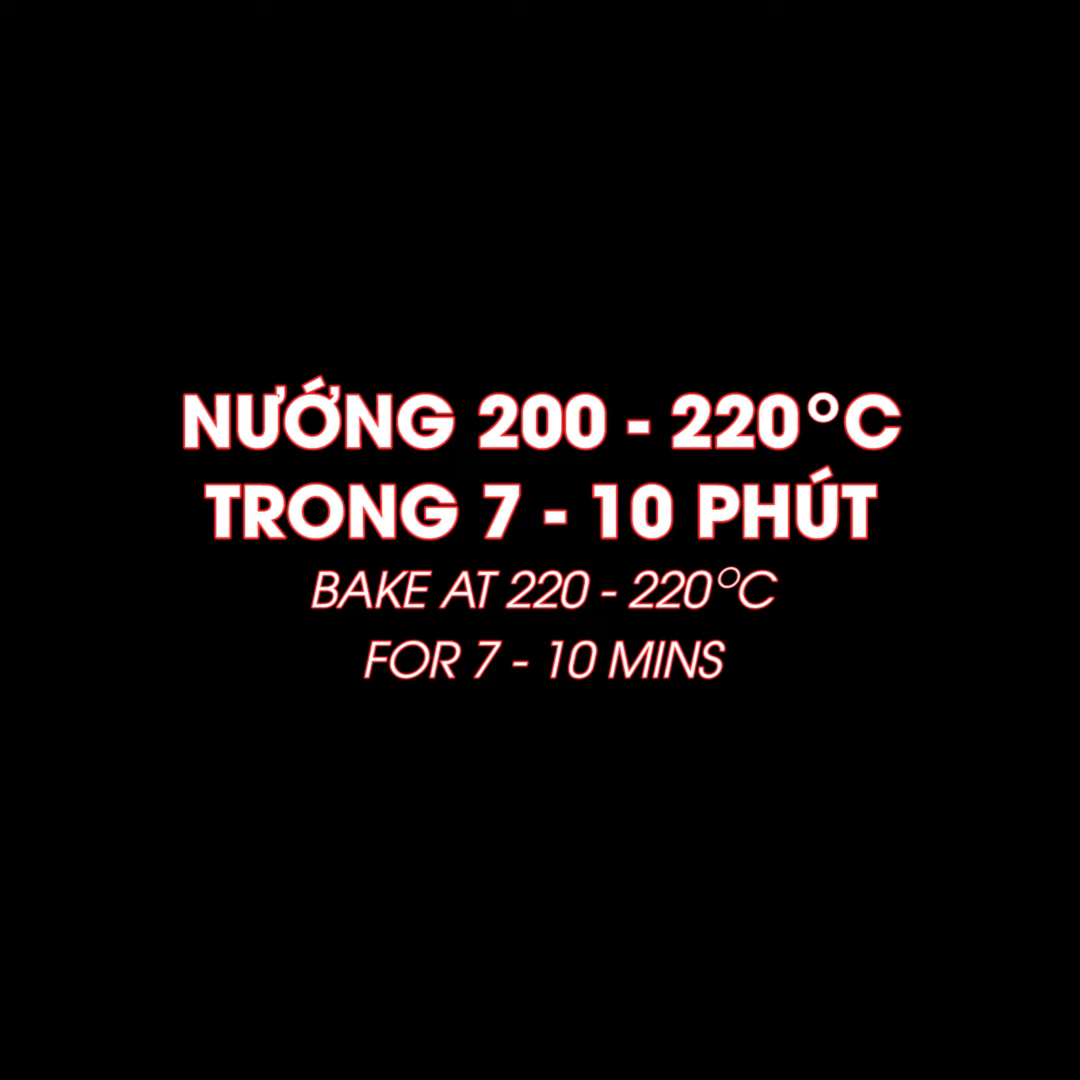 NƯỚNG 200 - 220°C
TRONG 7 - 10 PHÚT
BAKE AT 220 - 220°C
FOR 7 - 10 MINS